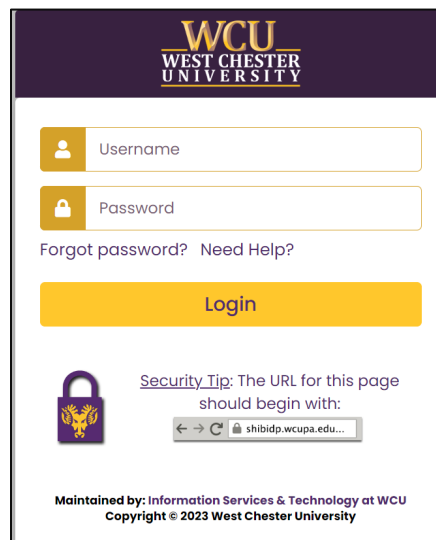 WCU
WEST CHESTER
UNIVERSITY
Username
Password
Forgot password? Need Help?
Login
Security Tip: The URL for this page
should begin with:
shibidp.wcupa.edu...
Maintained by: Information Services & Technology at WCU
Copyright © 2023 West Chester University